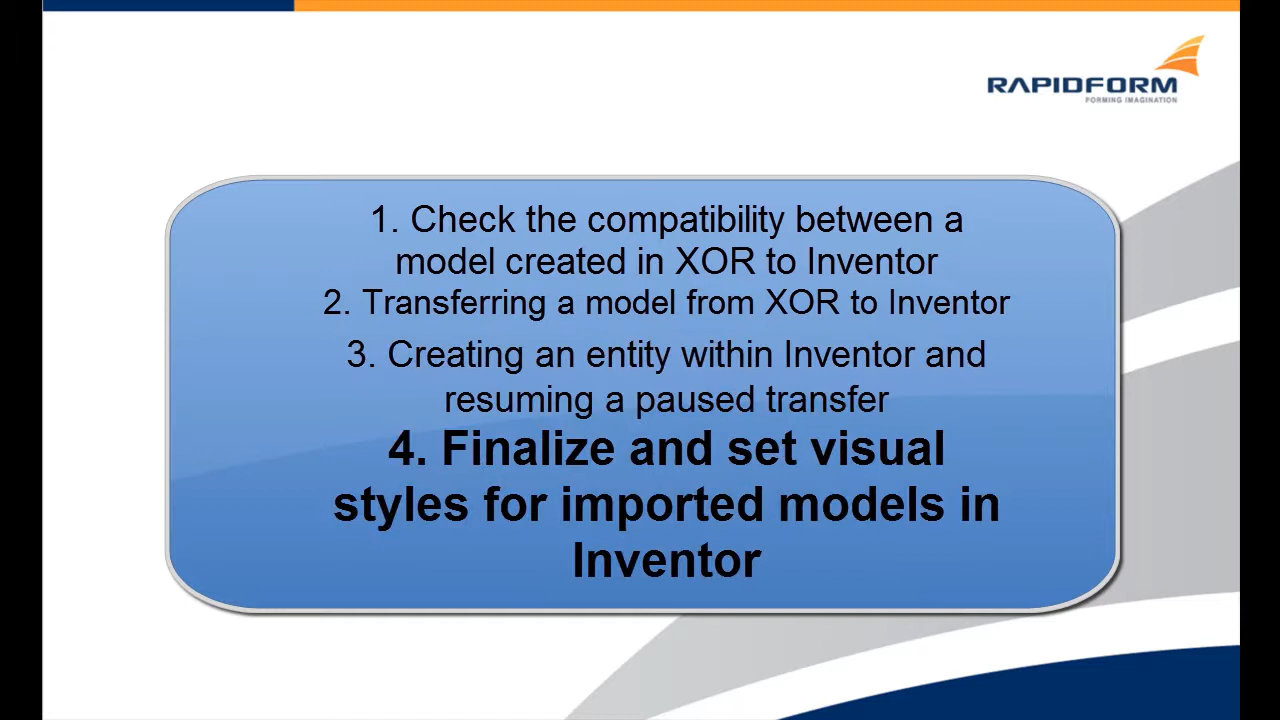 RAPIDFORM
FORMING IMAGINATION
1. Check the compatibility between a
model created in XOR to Inventor
2. Transferring a model from XOR to Inventor
3. Creating an entity within Inventor and
resuming a paused transfer
4. Finalize and set visual
styles for imported models in
Inventor